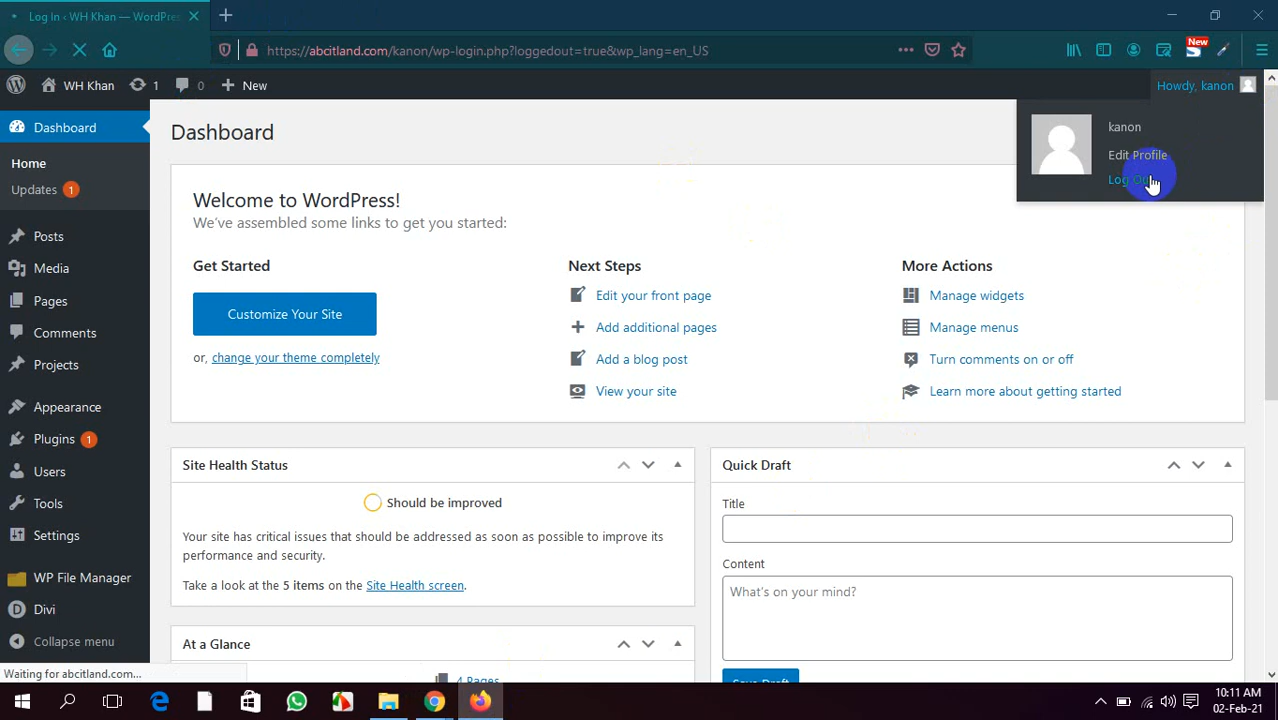 Log In ‹ WH Khan — WordPres
https://abcitland.com/kanon/wp-login.php?loggedout=true&wp_lang=en_US
New
WH Khan
1
0
New
Howdy, kanon
kanon
Edit Profile
Log Ou
Dashboard
Home
Updates 1
Posts
Media
Pages
Comments
Projects
Appearance
Plugins 1
Users
Tools
Settings
WP File Manager
Divi
Collapse menu
Dashboard
Welcome to WordPress!
We've assembled some links to get you started:
Get Started
Customize Your Site
or, change your theme completely
Next Steps
Edit your front page
Add additional pages
Add a blog post
View your site
More Actions
Manage widgets
Manage menus
Turn comments on or off
Learn more about getting started
Site Health Status
Should be improved
Your site has critical issues that should be addressed as soon as possible to improve its
performance and security.
Take a look at the 5 items on the Site Health screen.
At a Glance
4 Pages
Quick Draft
Title
Content
What's on your mind?
Save Draft
Waiting for abcitland.com...
10:11 AM
02-Feb-21